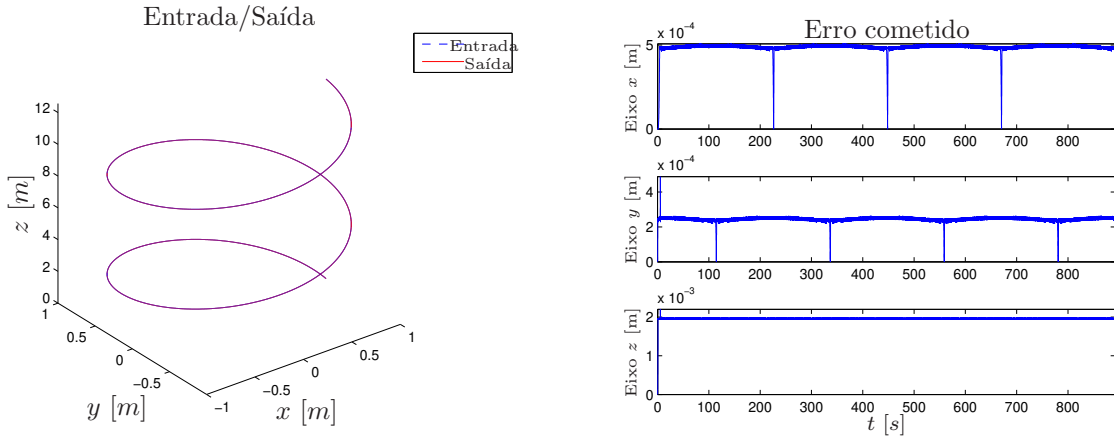 Entrada/Saída
Entrada
Saída
12
10
8
6
4
2
0
z [m]
1
0.5
0
−0.5
−1
y [m]
−1
−0.5
0
0.5
1
x [m]
Erro cometido
x 10⁻⁴
5
0
Eixo x [m]
0 100 200 300 400 500 600 700 800
x 10⁻⁴
4
2
0
Eixo y [m]
0 100 200 300 400 500 600 700 800
x 10⁻³
2
1
0
Eixo z [m]
0 100 200 300 400 500 600 700 800
t [s]